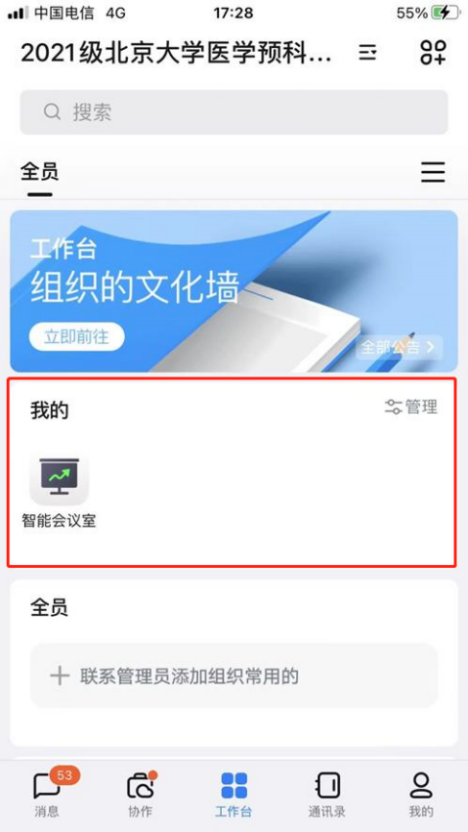 中国电信 4G 17:28 55%
2021级北京大学医学预科...
搜索
全员
工作台
组织的文化墙
立即前往
全部公告 >
我的 管理
智能会议室
全员
+ 联系管理员添加组织常用的
53
消息 协作 工作台 通讯录 我的